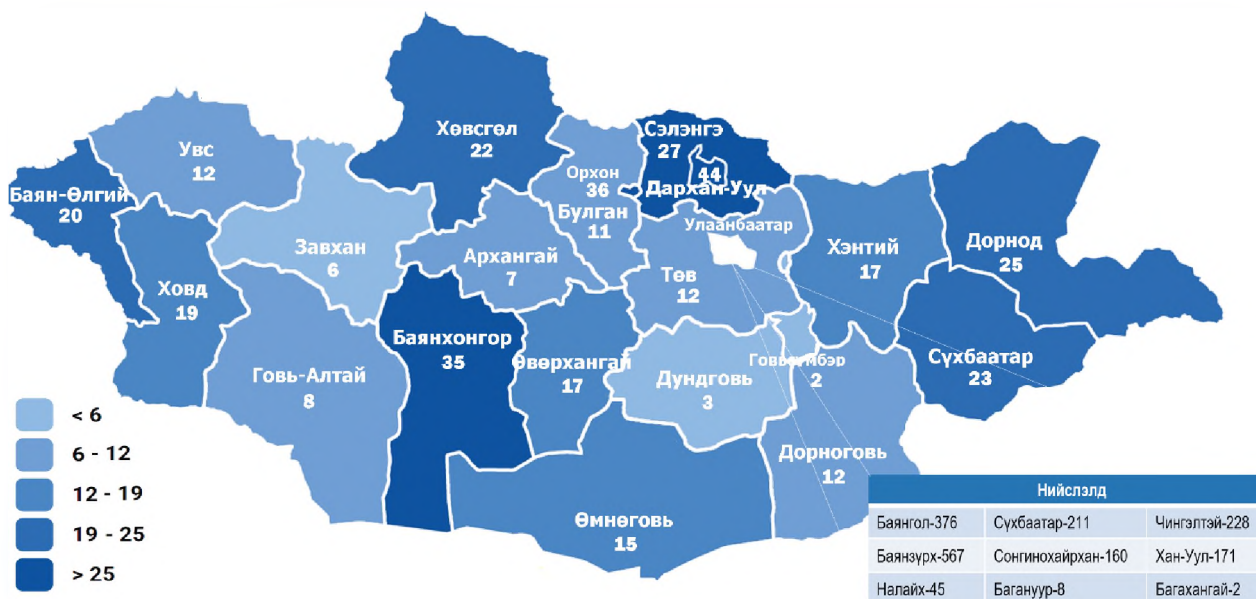 Увс
12
Баян-Өлгий
20
Ховд
19
Завхан
6
Говь-Алтай
8
Хөвсгөл
22
Архангай
7
Баянхонгор
35
Өвөрхангай
17
Орхон
36
Булган
11
Сэлэнгэ
27
44
Дархан-Уул
Улаанбаатар
Төв
12
Хэнтий
17
Дорнод
25
Сүхбаатар
23
Говьсүмбэр
2
Дундговь
3
Дорноговь
12
Өмнөговь
15
< 6
6 - 12
12 - 19
19 - 25
> 25
Нийслэлд
Баянгол-376 Сүхбаатар-211 Чингэлтэй-228
Баянзүрх-567 Сонгинохайрхан-160 Хан-Уул-171
Налайх-45 Багануур-8 Багахангай-2